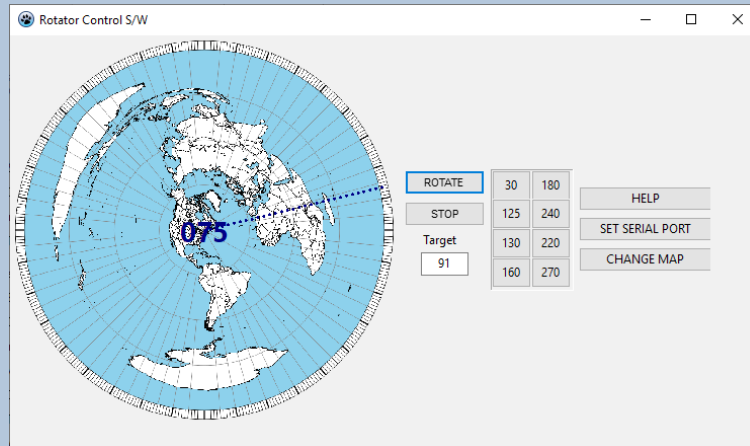 Rotator Control S/W
075
ROTATE
STOP
Target
91
30 180
125 240
130 220
160 270
HELP
SET SERIAL PORT
CHANGE MAP